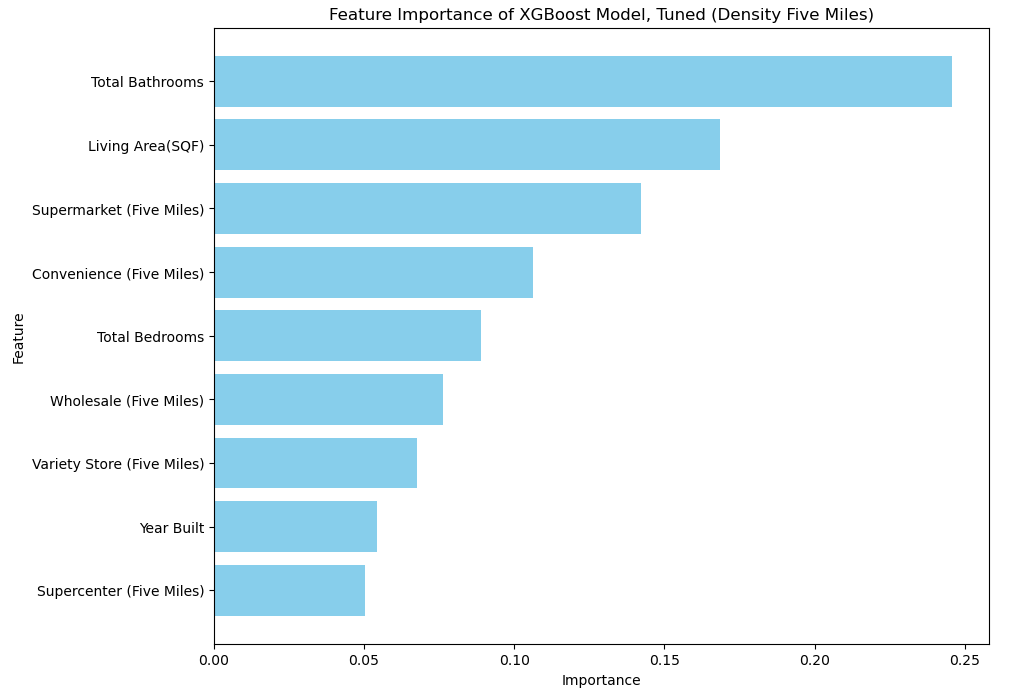 Feature Importance of XGBoost Model, Tuned (Density Five Miles)
Total Bathrooms
Living Area(SQF)
Supermarket (Five Miles)
Convenience (Five Miles)
Total Bedrooms
Wholesale (Five Miles)
Variety Store (Five Miles)
Year Built
Supercenter (Five Miles)
Feature
0.00 0.05 0.10 0.15 0.20 0.25
Importance